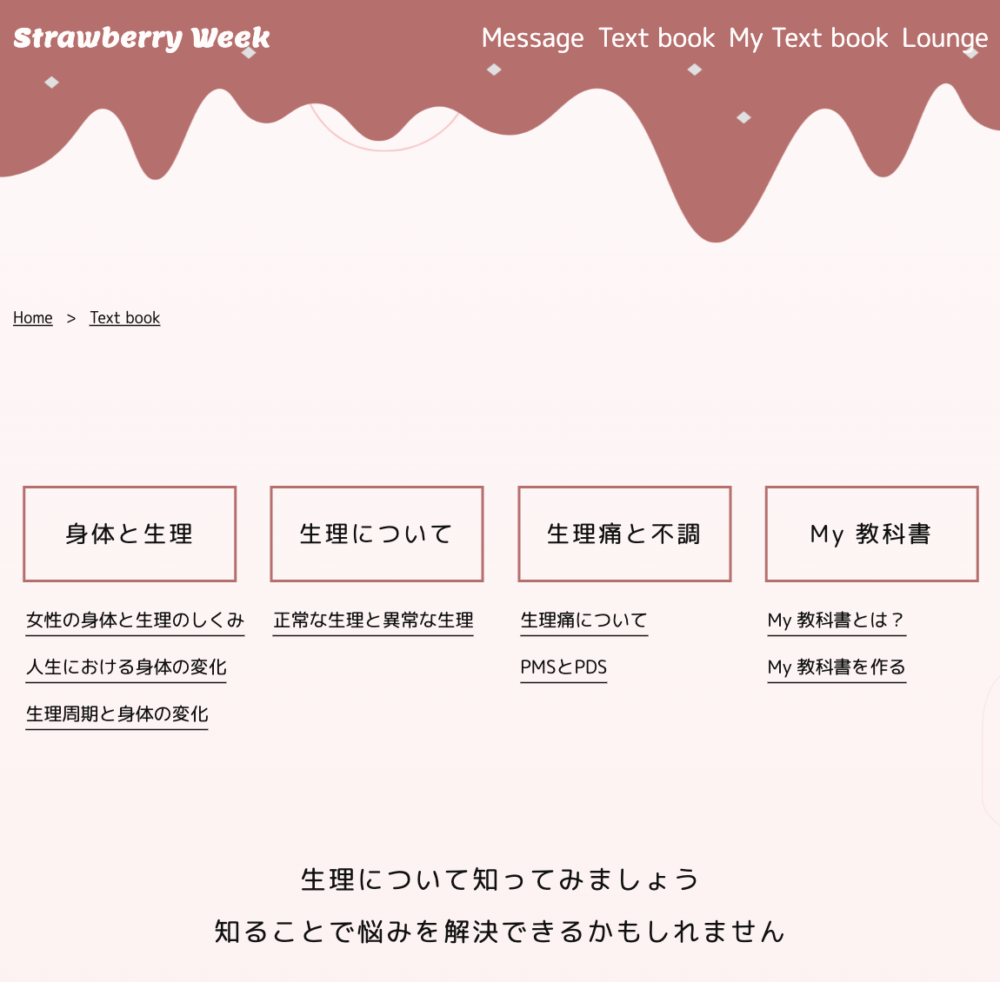 Strawberry Week
Message Text book My Text book Lounge
Home > Text book
身体と生理
生理について
生理痛と不調
My 教科書
女性の身体と生理のしくみ
正常な生理と異常な生理
生理痛について
My 教科書とは？
人生における身体の変化
PMSとPDS
My 教科書を作る
生理周期と身体の変化
生理について知ってみましょう
知ることで悩みを解決できるかもしれません